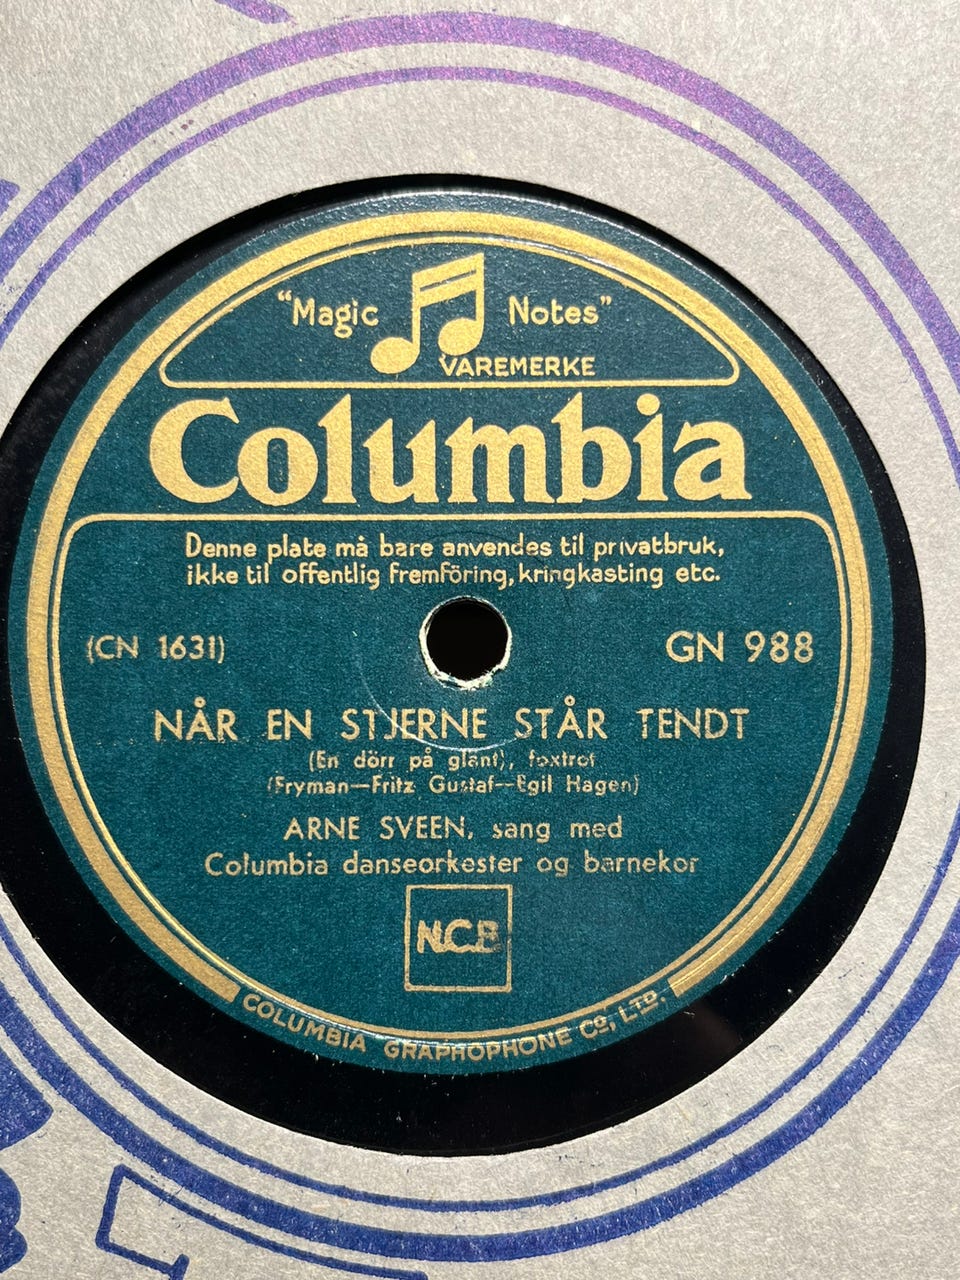 “Magic Notes”
VAREMERKE
Columbia
Denne plate må bare anvendes til privatbruk,
ikke til offentlig fremföring, kringkasting etc.
(CN 1631) GN 988
NÅR EN STJERNE STÅR TENDT
(En dörr på glänt), foxtrot
(Fryman—Fritz Gustaf—Egil Hagen)
ARNE SVEEN, sang med
Columbia danseorkester og barnekor
N.C.B
COLUMBIA GRAPHOPHONE Cº, LTD.